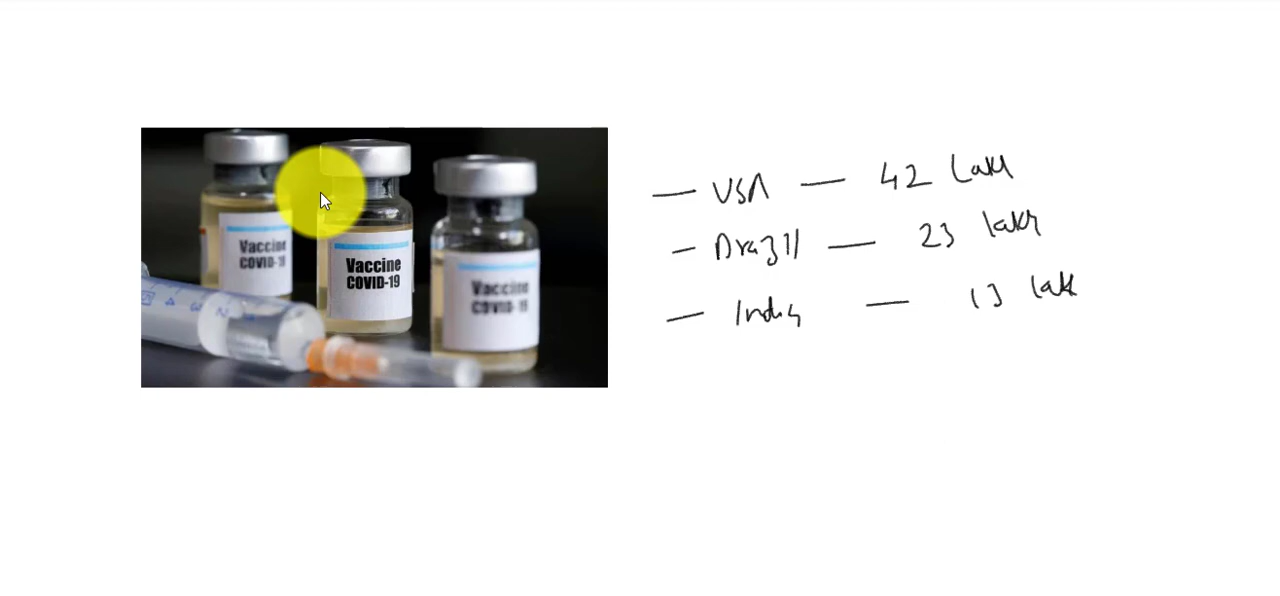 Vaccine
COVID-19
Vaccine
COVID-19
Vaccine
COVID-19
— USA — 42 Lakh
— Brazil — 23 lakh
— India — 13 lakh